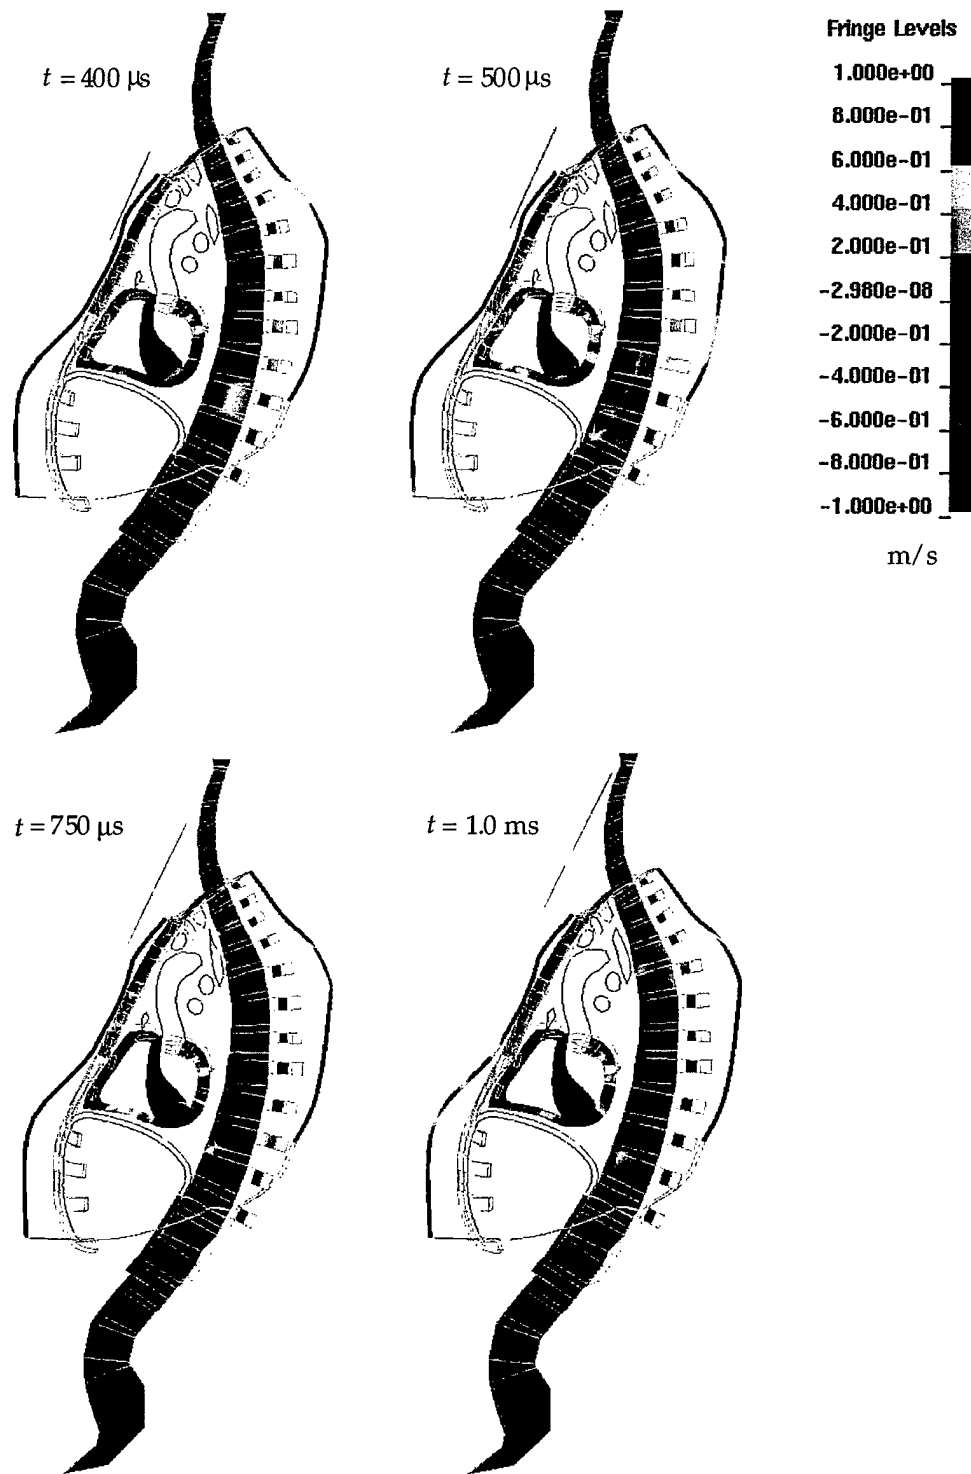 t = 400 µs
t = 500 µs
Fringe Levels
1.000e+00
8.000e-01
6.000e-01
4.000e-01
2.000e-01
-2.980e-08
-2.000e-01
-4.000e-01
-6.000e-01
-8.000e-01
-1.000e+00
m/s
t = 750 µs
t = 1.0 ms